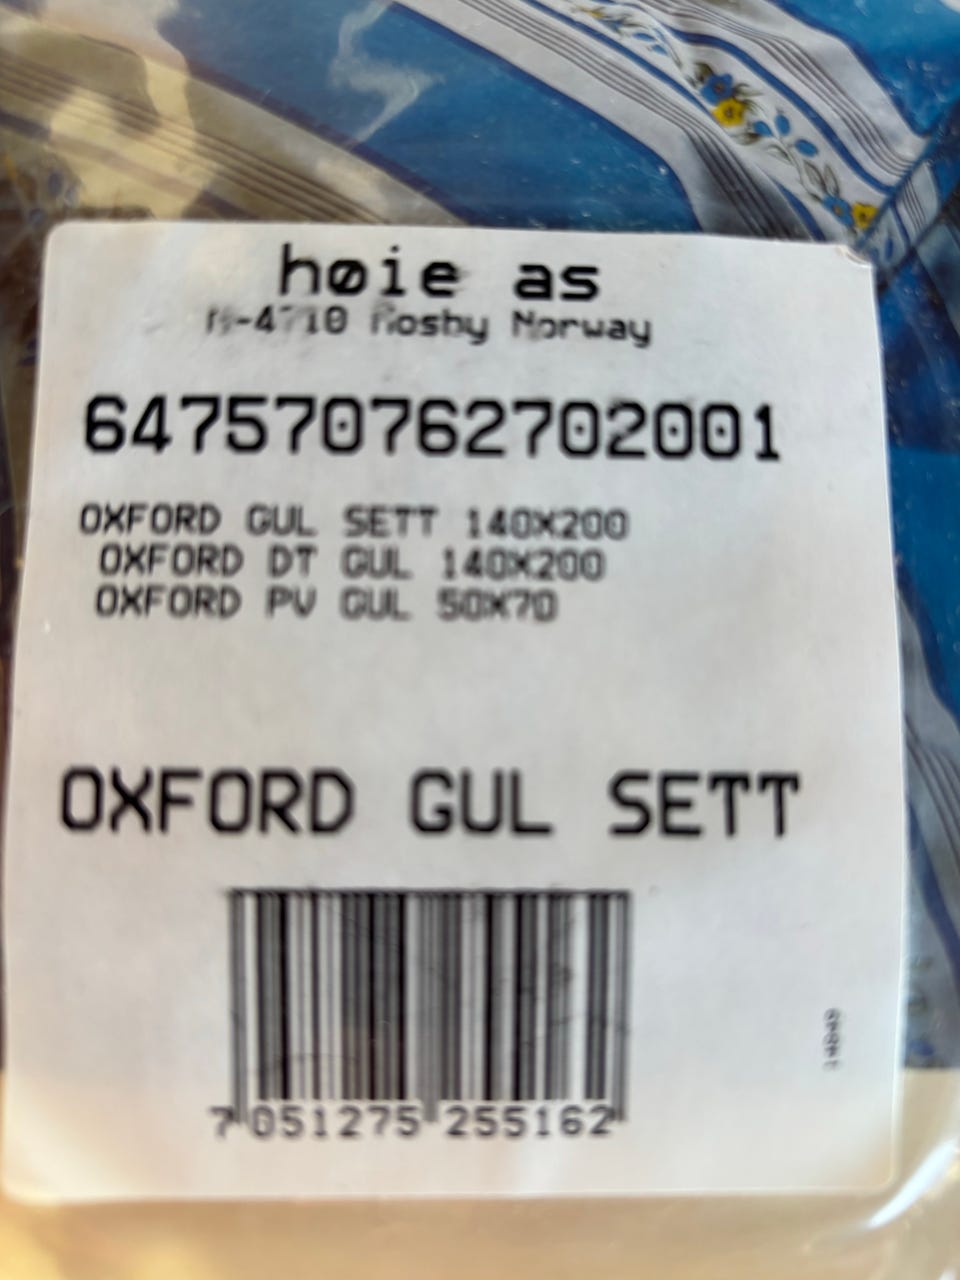 høie as
N-4710 Mosby Norway
647570762702001
OXFORD GUL SETT 140X200
OXFORD DT GUL 140X200
OXFORD PV GUL 50X70
OXFORD GUL SETT
7 051275 255162